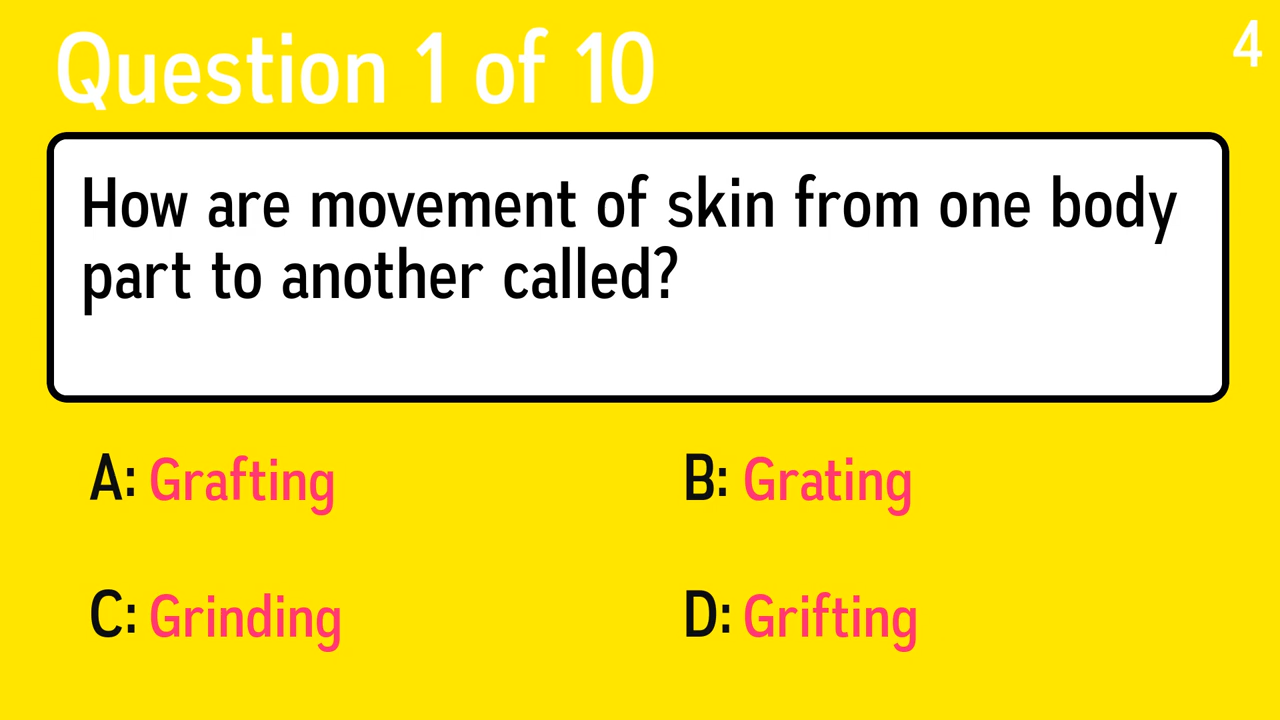 Question 1 of 10
4
How are movement of skin from one body
part to another called?
A: Grafting
B: Grating
C: Grinding
D: Grifting